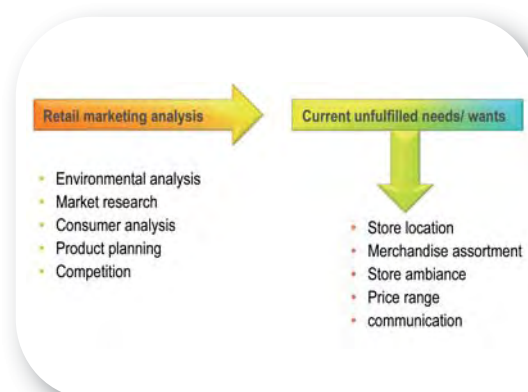 Retail marketing analysis
Environmental analysis
Market research
Consumer analysis
Product planning
Competition
Current unfulfilled needs/ wants
Store location
Merchandise assortment
Store ambiance
Price range
communication